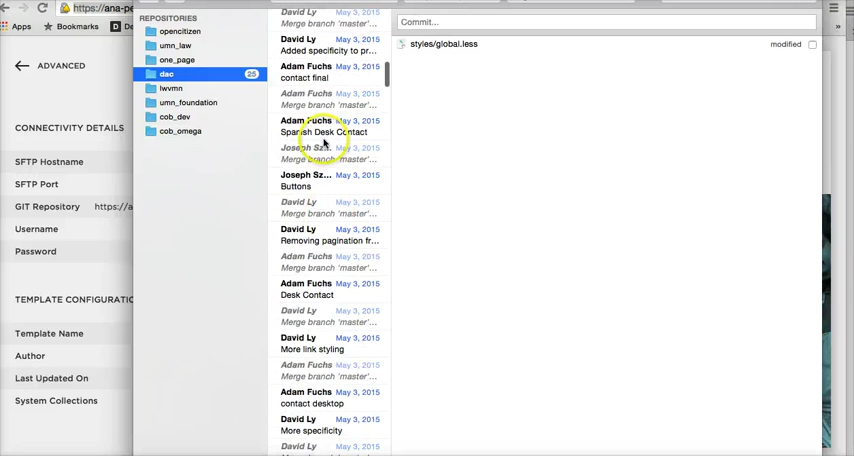 https://ana-pe
Apps
Bookmarks
De
»
ADVANCED
CONNECTIVITY DETAILS
SFTP Hostname
SFTP Port
GIT Repository https://a
Username
Password
TEMPLATE CONFIGURATIO
Template Name
Author
Last Updated On
System Collections
REPOSITORIES
opencitizen
umn_law
one_page
dac 25
lwvmn
umn_foundation
cob_dev
cob_omega
David Ly May 3, 2015
Merge branch 'master'...
David Ly May 3, 2015
Added specificity to pr...
Adam Fuchs May 3, 2015
contact final
Adam Fuchs May 3, 2015
Merge branch 'master'...
Adam Fuchs May 3, 2015
Spanish Desk Contact
Joseph Sz... May 3, 2015
Merge branch 'master'...
Joseph Sz... May 3, 2015
Buttons
David Ly May 3, 2015
Merge branch 'master'...
David Ly May 3, 2015
Removing pagination fr...
Adam Fuchs May 3, 2015
Merge branch 'master'...
Adam Fuchs May 3, 2015
Desk Contact
David Ly May 3, 2015
Merge branch 'master'...
David Ly May 3, 2015
More link styling
Adam Fuchs May 3, 2015
Merge branch 'master'...
Adam Fuchs May 3, 2015
contact desktop
David Ly May 3, 2015
More specificity
David Ly May 3, 2015
Commit...
styles/global.less modified